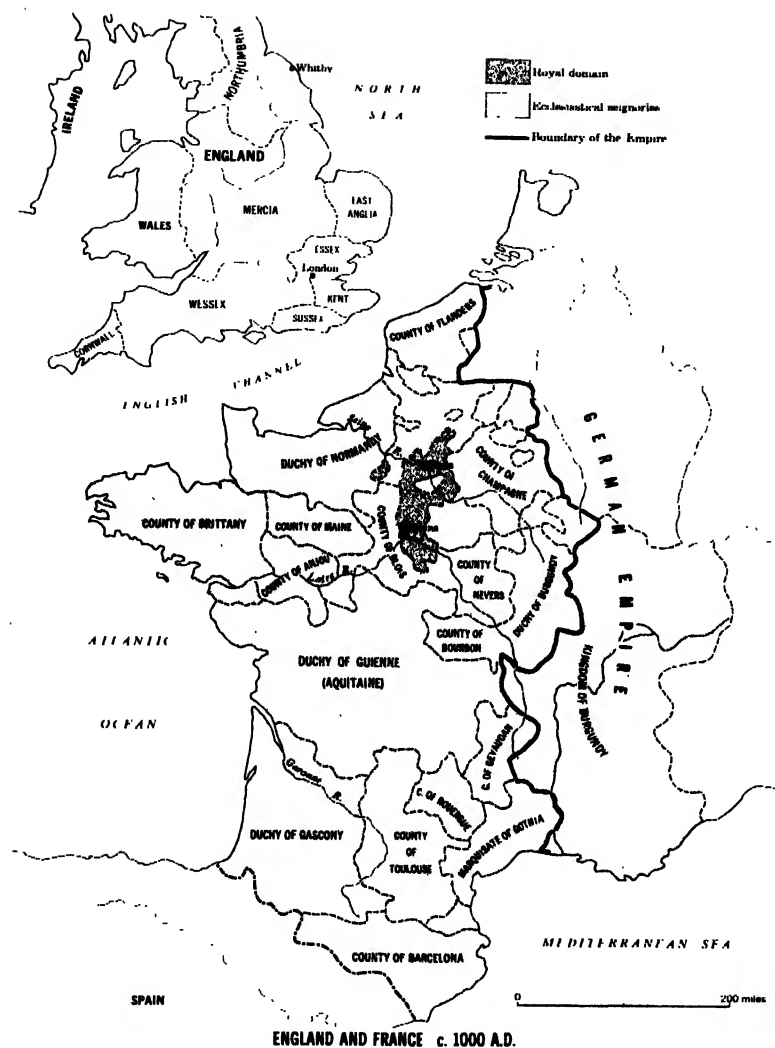 Royal domain
Ecclesiastical seignories
Boundary of the Empire
NORTHUMBRIA
Whitby
NORTH
SEA
IRELAND
ENGLAND
WALES
MERCIA
EAST
ANGLIA
ESSEX
London
WESSEX
KENT
SUSSEX
CORNWALL
ENGLISH CHANNEL
COUNTY OF FLANDERS
Seine R.
DUCHY OF NORMANDY
COUNTY OF
CHAMPAGNE
GERMAN EMPIRE
COUNTY OF BRITTANY
COUNTY OF MAINE
COUNTY OF BLOIS
COUNTY OF ANJOU
Loire R.
COUNTY
OF
NEVERS
DUCHY OF BURGUNDY
COUNTY OF
BOURBON
ATLANTIC
OCEAN
DUCHY OF GUIENNE
(AQUITAINE)
KINGDOM OF BURGUNDY
C. OF GEVAUDAN
Garonne R.
C. OF ROUERGUE
DUCHY OF GASCONY
COUNTY
OF
TOULOUSE
MARQUISATE OF GOTHIA
COUNTY OF BARCELONA
MEDITERRANEAN SEA
SPAIN
0 200 miles
ENGLAND AND FRANCE c. 1000 A.D.